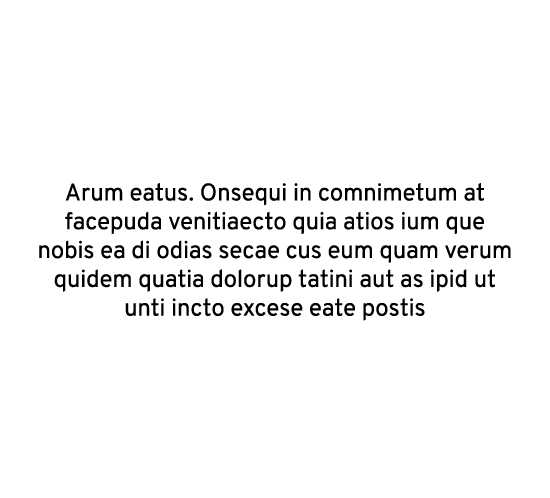 Arum eatus. Onsequi in comnimetum at
facepuda venitiaecto quia atios ium que
nobis ea di odias secae cus eum quam verum
quidem quatia dolorup tatini aut as ipid ut
unti incto excese eate postis